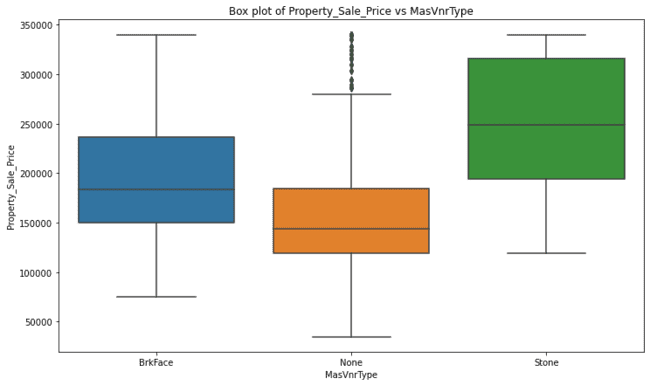 Box plot of Property_Sale_Price vs MasVnrType
Property_Sale_Price
350000
300000
250000
200000
150000
100000
50000
BrkFace None Stone
MasVnrType